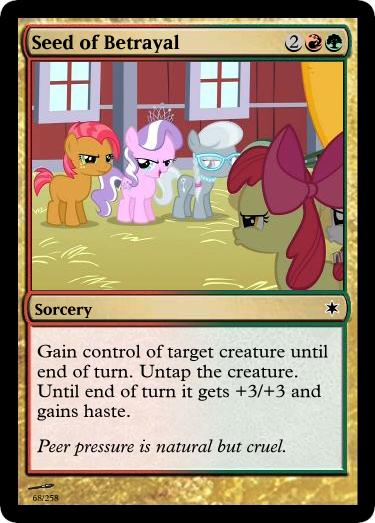 Seed of Betrayal 2
Sorcery
Gain control of target creature until
end of turn. Untap the creature.
Until end of turn it gets +3/+3 and
gains haste.
Peer pressure is natural but cruel.
68/258